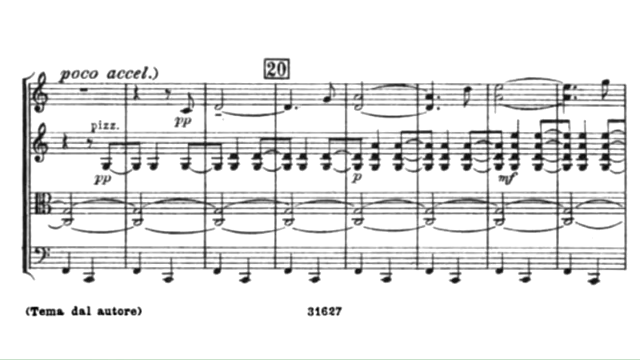 poco accel.)
20
pp
pizz.
pp
p
mf
(Tema dal autore)
31627